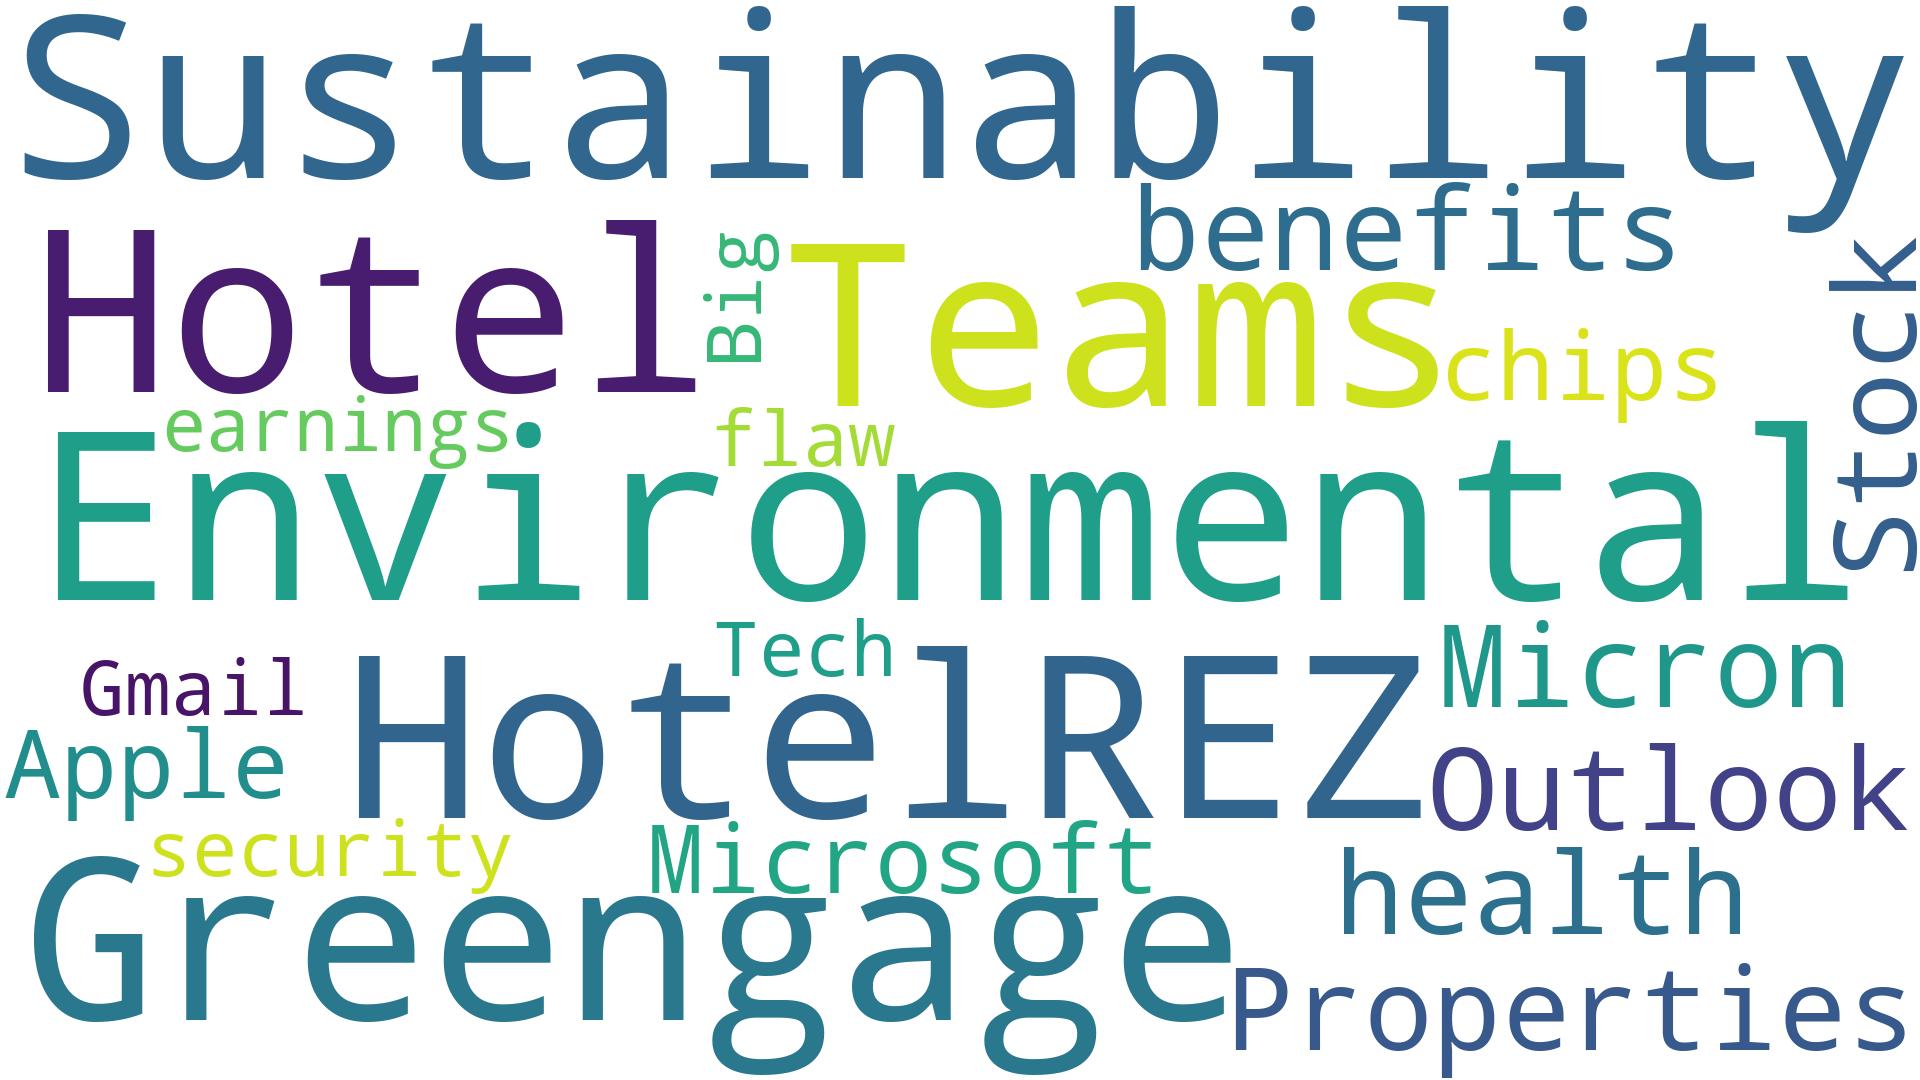 Sustainability
benefits
Hotel
Big
Teams
Stock
chips
earnings
flaw
Environmental
Tech
Micron
Gmail
HotelREZ
Apple
Outlook
security
Microsoft
health
Greengage
Properties